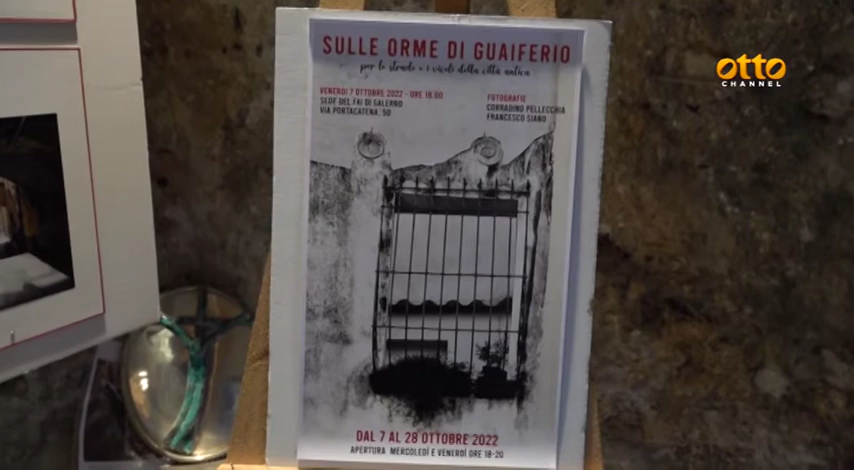 SULLE ORME DI GUAIFERIO
per le strade e i vicoli della città antica
VENERDÌ 7 OTTOBRE 2022 - ORE 18.00
SEDE DEL FAI DI SALERNO
VIA PORTACATENA, 50
FOTOGRAFIE
CORRADINO PELLECCHIA
FRANCESCO SIANO
DAL 7 AL 28 OTTOBRE 2022
APERTURA MERCOLEDÌ E VENERDÌ ORE 18-20
otto
CHANNEL